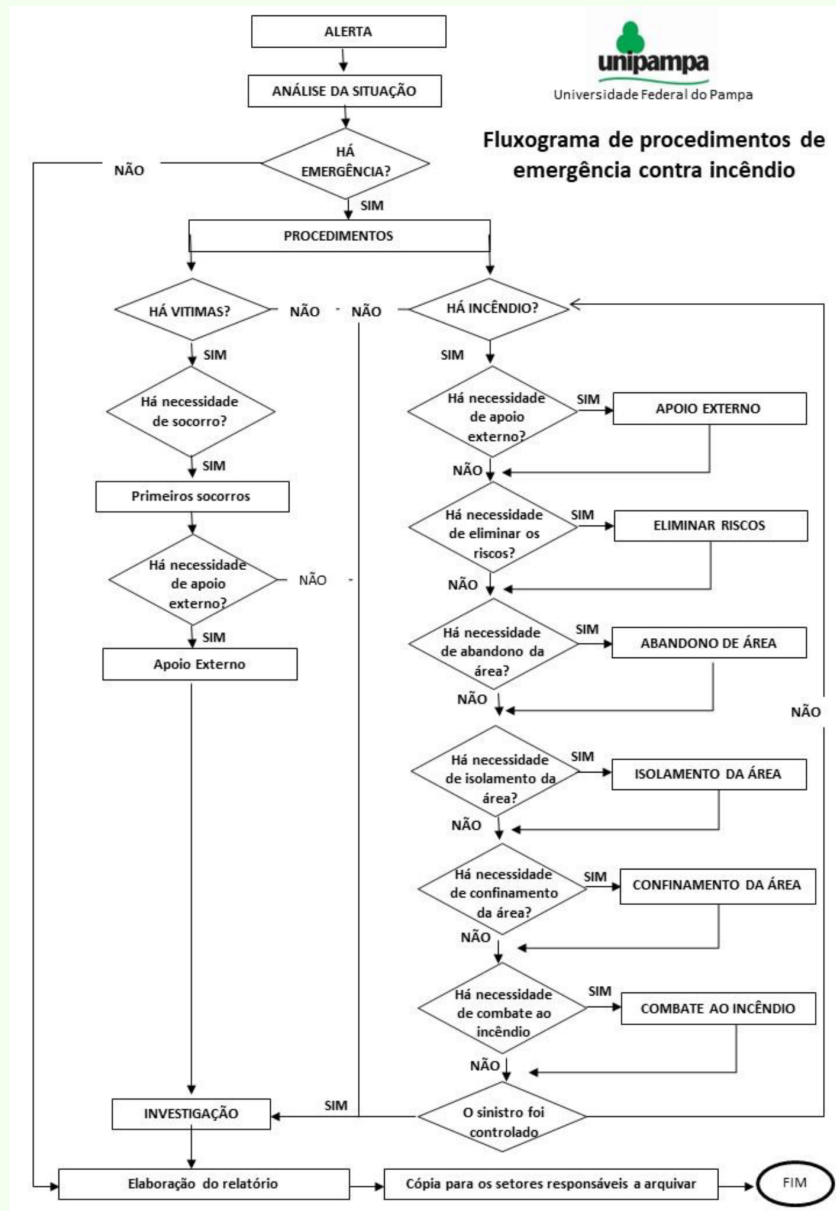 ALERTA
unipampa
Universidade Federal do Pampa
Fluxograma de procedimentos de
emergência contra incêndio
ANÁLISE DA SITUAÇÃO
HÁ
EMERGÊNCIA?
NÃO
SIM
PROCEDIMENTOS
HÁ VITIMAS?
NÃO
NÃO
HÁ INCÊNDIO?
SIM
SIM
Há necessidade
de socorro?
SIM
Primeiros socorros
Há necessidade
de apoio
externo?
NÃO
SIM
Apoio Externo
Há necessidade
de apoio
externo?
SIM
APOIO EXTERNO
NÃO
Há necessidade
de eliminar os
riscos?
SIM
ELIMINAR RISCOS
NÃO
Há necessidade
de abandono da
área?
SIM
ABANDONO DE ÁREA
NÃO
NÃO
Há necessidade
de isolamento da
área?
SIM
ISOLAMENTO DA ÁREA
NÃO
Há necessidade
de confinamento
da área?
SIM
CONFINAMENTO DA ÁREA
NÃO
Há necessidade
de combate ao
incêndio
SIM
COMBATE AO INCÊNDIO
NÃO
O sinistro foi
controlado
SIM
INVESTIGAÇÃO
Elaboração do relatório
Cópia para os setores responsáveis a arquivar
FIM